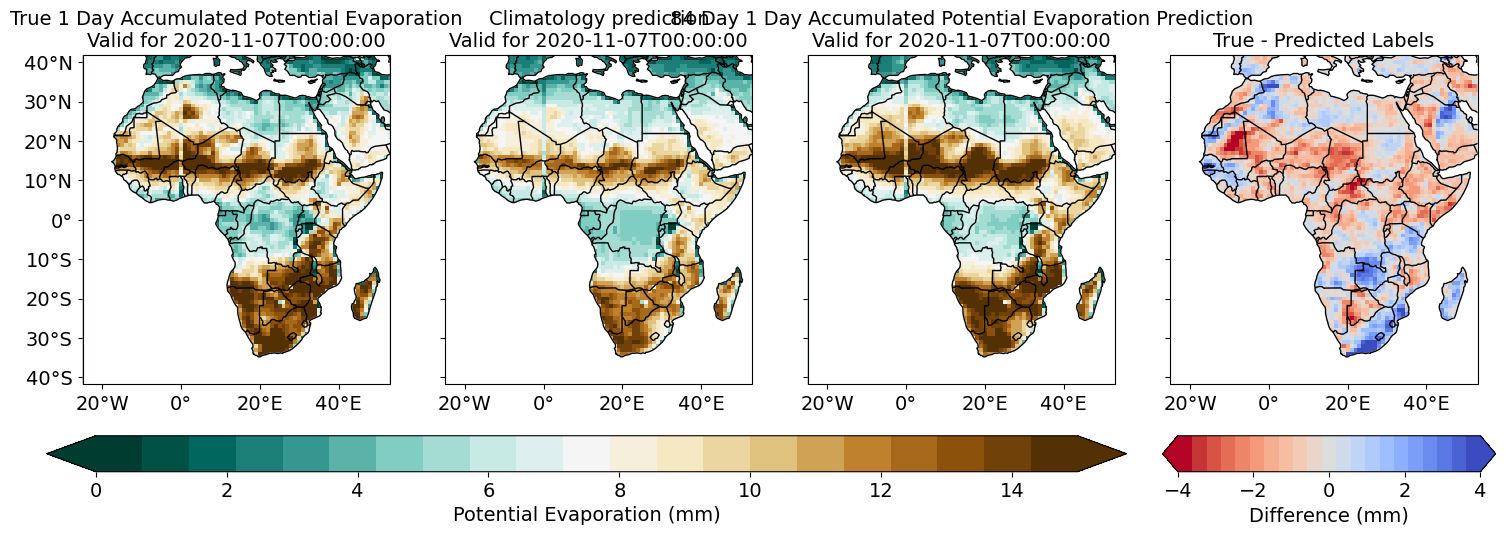 True 1 Day Accumulated Potential Evaporation
Valid for 2020-11-07T00:00:00
Climatology prediction
Valid for 2020-11-07T00:00:00
84 Day 1 Day Accumulated Potential Evaporation Prediction
Valid for 2020-11-07T00:00:00
True - Predicted Labels
40°N
30°N
20°N
10°N
0°
10°S
20°S
30°S
40°S
20°W 0° 20°E 40°E
20°W 0° 20°E 40°E
20°W 0° 20°E 40°E
20°W 0° 20°E 40°E
0 2 4 6 8 10 12 14
Potential Evaporation (mm)
−4 −2 0 2 4
Difference (mm)